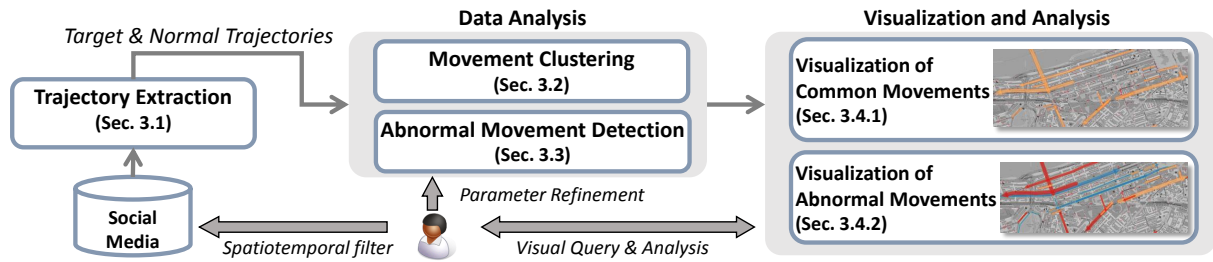 Data Analysis
Visualization and Analysis
Target & Normal Trajectories
Trajectory Extraction
(Sec. 3.1)
Movement Clustering
(Sec. 3.2)
Abnormal Movement Detection
(Sec. 3.3)
Visualization of
Common Movements
(Sec. 3.4.1)
Visualization of
Abnormal Movements
(Sec. 3.4.2)
Social
Media
Parameter Refinement
Spatiotemporal filter
Visual Query & Analysis